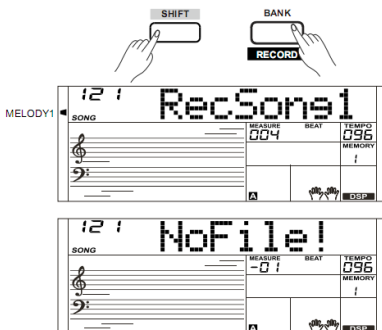 SHIFT BANK
RECORD
121 RecSong1
MELODY1 SONG
MEASURE BEAT TEMPO
004 096
MEMORY
1
A DSP
121 NoFile!
SONG
MEASURE BEAT TEMPO
-01 096
MEMORY
1
A DSP